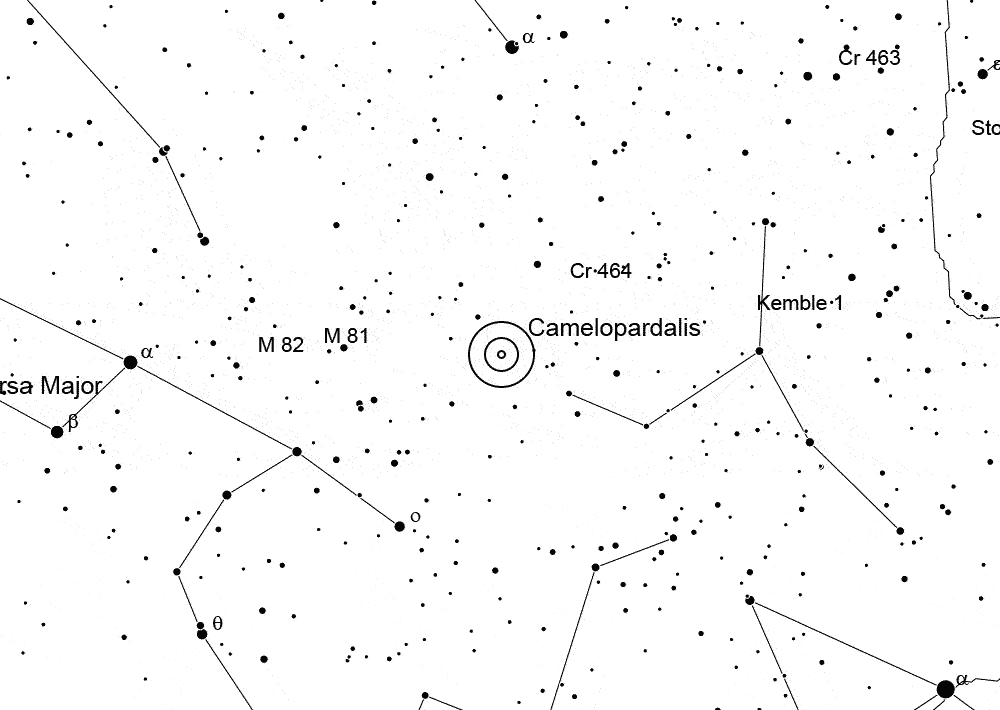 α
Cr 463
ε
Sto
Cr 464
Kemble 1
Camelopardalis
M 82
M 81
α
rsa Major
β
ο
θ
α